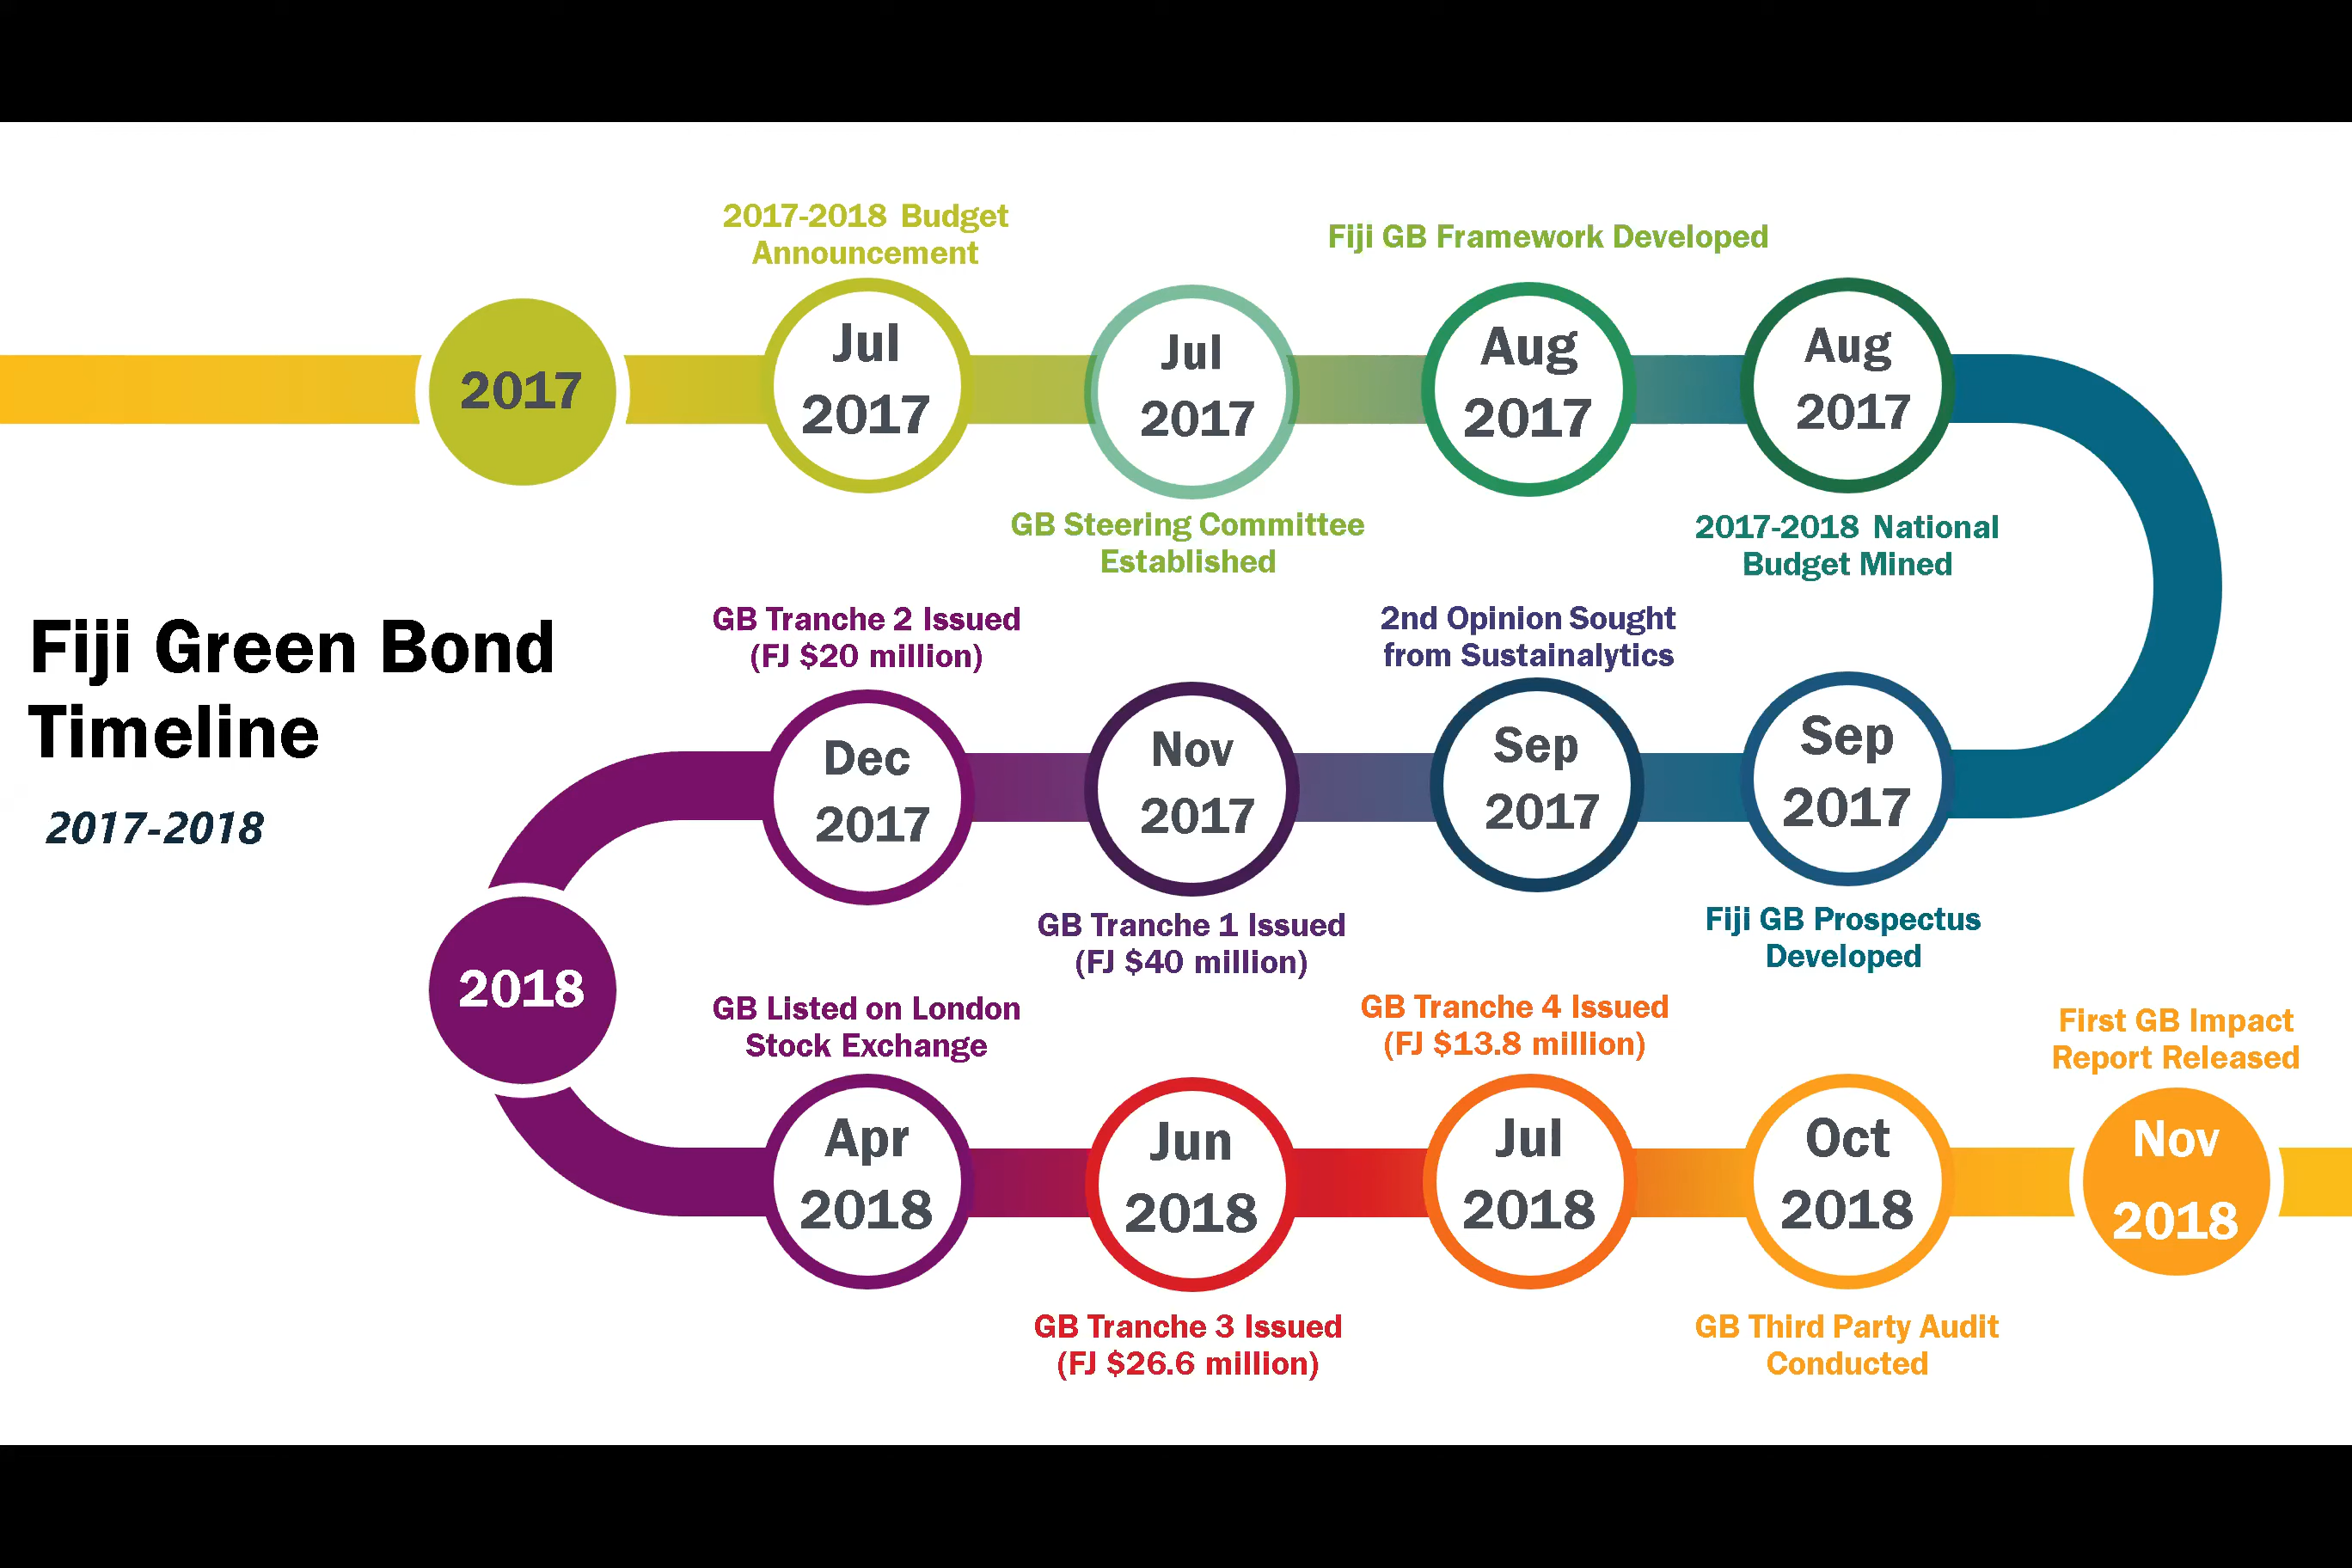 2017-2018 Budget
Announcement
Fiji GB Framework Developed
2017
Jul
2017
Jul
2017
Aug
2017
Aug
2017
GB Steering Committee
Established
2017-2018 National
Budget Mined
Fiji Green Bond
Timeline
2017-2018
GB Tranche 2 Issued
(FJ $20 million)
2nd Opinion Sought
from Sustainalytics
Dec
2017
Nov
2017
Sep
2017
Sep
2017
GB Tranche 1 Issued
(FJ $40 million)
Fiji GB Prospectus
Developed
2018
GB Listed on London
Stock Exchange
GB Tranche 4 Issued
(FJ $13.8 million)
First GB Impact
Report Released
Apr
2018
Jun
2018
Jul
2018
Oct
2018
Nov
2018
GB Tranche 3 Issued
(FJ $26.6 million)
GB Third Party Audit
Conducted